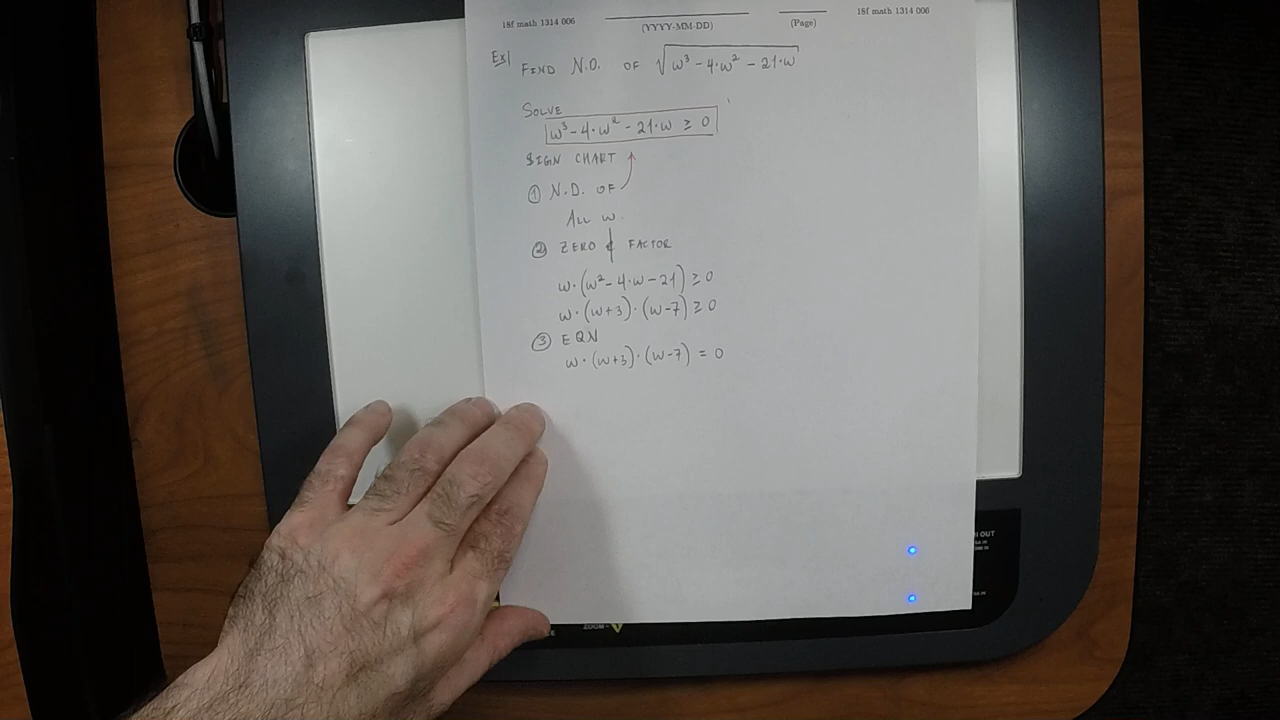 18f math 1314 006 (YYYY-MM-DD) (Page) 18f math 1314 006
Ex1 FIND N.D. OF √(w³ - 4·w² - 21·w)
SOLVE
w³ - 4·w² - 21·w ≥ 0
SIGN CHART
① N.D. OF
ALL w.
② ZERO & FACTOR
w·(w² - 4·w - 21) ≥ 0
w·(w+3)·(w-7) ≥ 0
③ EQN
w·(w+3)·(w-7) = 0
OUT
ZOOM-